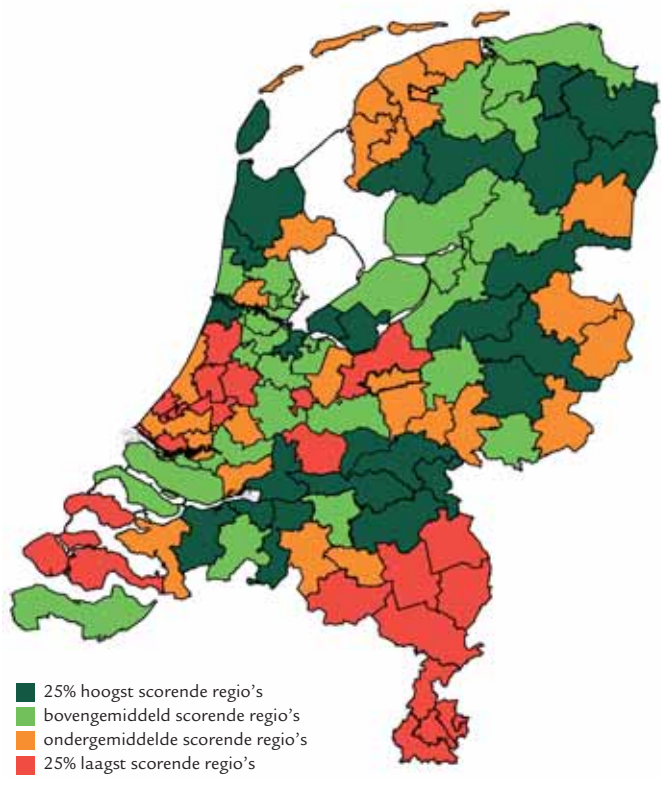 25% hoogst scorende regio's
bovengemiddeld scorende regio's
ondergemiddelde scorende regio's
25% laagst scorende regio's